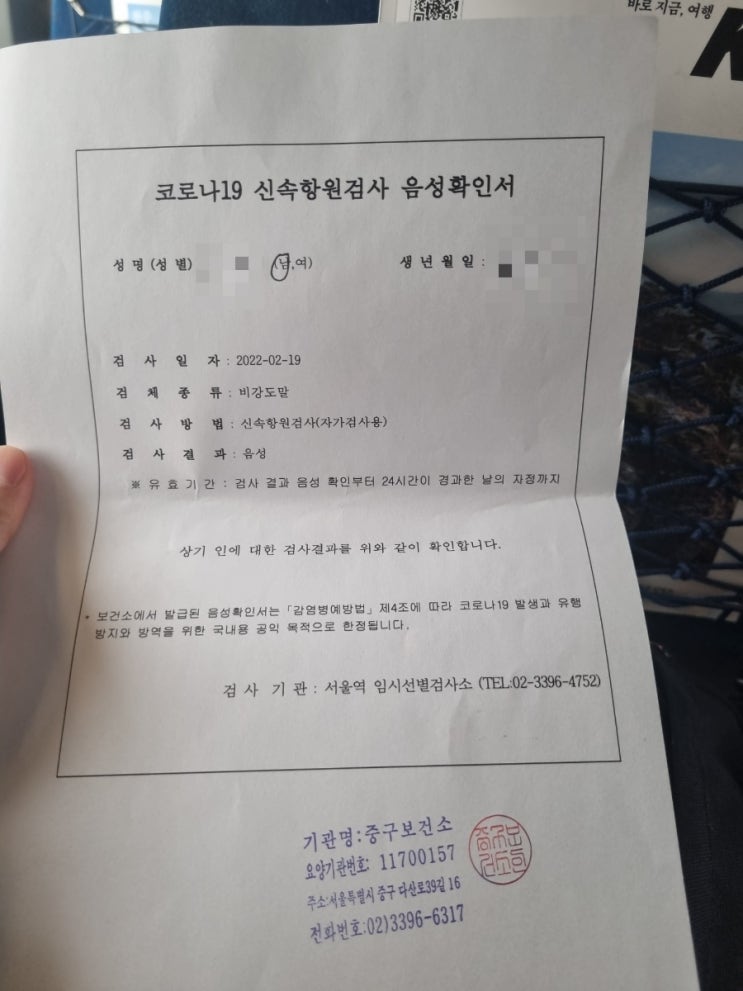 바로 지금, 여행
K
코로나19 신속항원검사 음성확인서
성 명 (성 별) (남,여) 생 년 월 일 :
검 사 일 자 : 2022-02-19
검 체 종 류 : 비강도말
검 사 방 법 : 신속항원검사(자가검사용)
검 사 결 과 : 음성
※ 유 효 기 간 : 검사 결과 음성 확인부터 24시간이 경과한 날의 자정까지
상기 인에 대한 검사결과를 위와 같이 확인합니다.
* 보건소에서 발급된 음성확인서는 「감염병예방법」 제4조에 따라 코로나19 발생과 유행
방지와 방역을 위한 국내용 공익 목적으로 한정됩니다.
검 사 기 관 : 서울역 임시선별검사소 (TEL:02-3396-4752)
기관명:중구보건소
요양기관번호: 11700157
주소:서울특별시 중구 다산로39길 16
전화번호:02)3396-6317